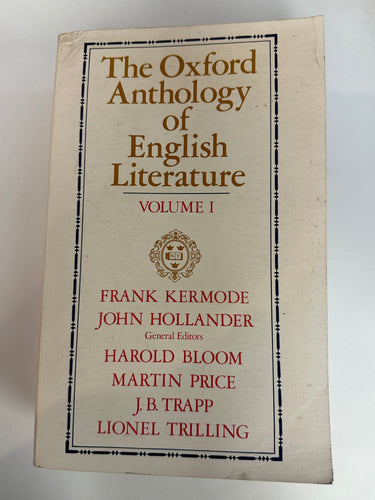 The Oxford
Anthology
of
English
Literature
VOLUME I
FRANK KERMODE
JOHN HOLLANDER
General Editors
HAROLD BLOOM
MARTIN PRICE
J. B. TRAPP
LIONEL TRILLING